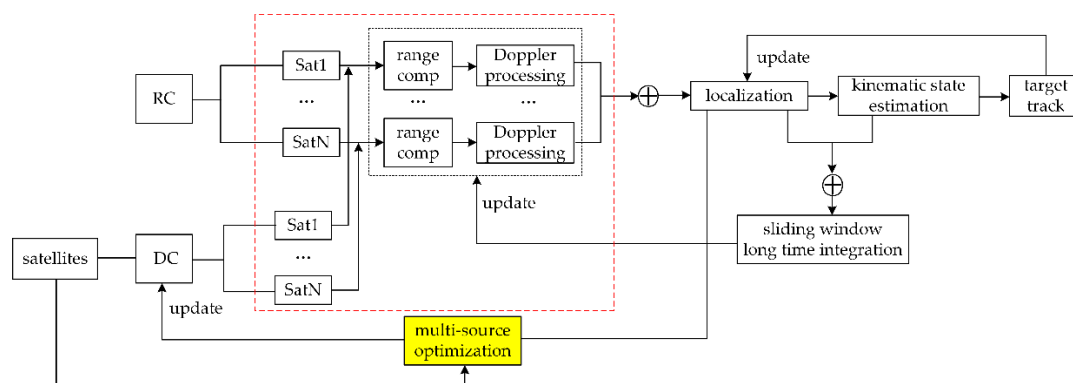 Sat1
range
comp
Doppler
processing
update
RC
...
...
...
localization
kinematic state
estimation
target
track
SatN
range
comp
Doppler
processing
update
Sat1
sliding window
long time integration
satellites
DC
...
SatN
update
multi-source
optimization